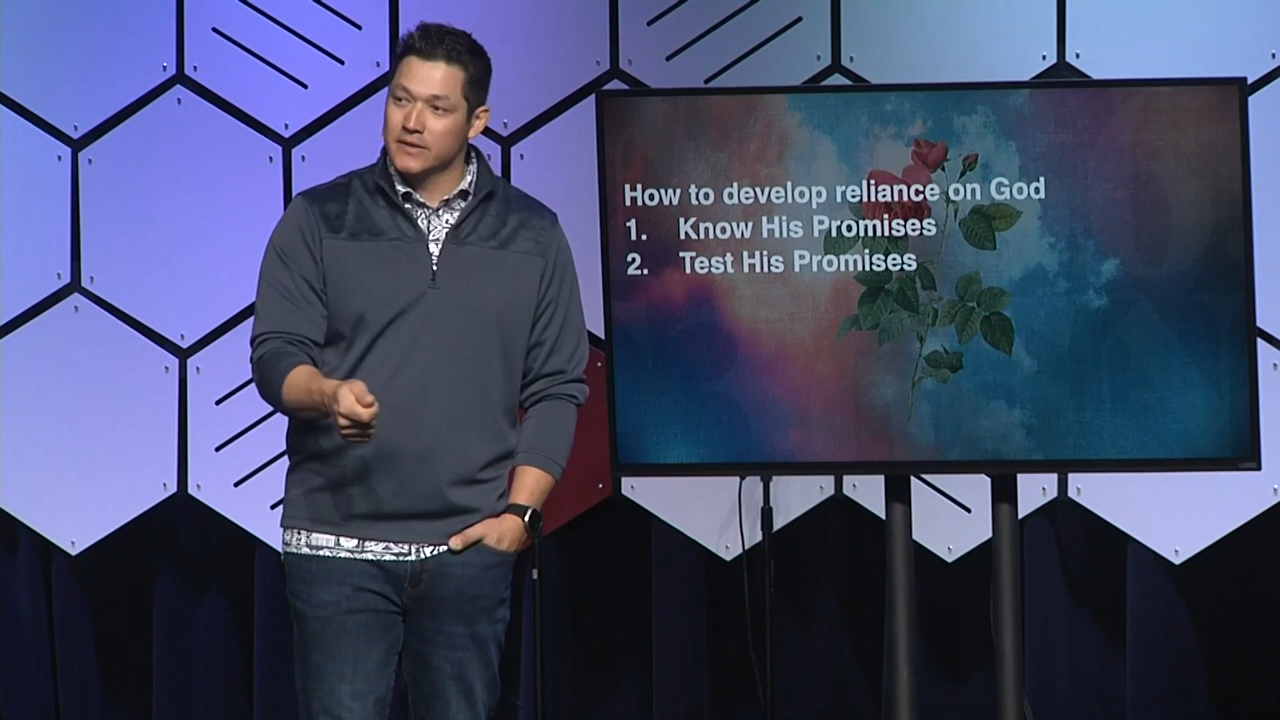 How to develop reliance on God
1. Know His Promises
2. Test His Promises